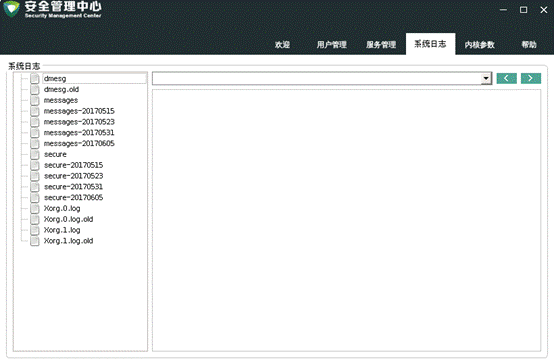 安全管理中心
Security Management Center
欢迎 用户管理 服务管理 系统日志 内核参数 帮助
系统日志
dmesg
dmesg.old
messages
messages-20170515
messages-20170523
messages-20170531
messages-20170605
secure
secure-20170515
secure-20170523
secure-20170531
secure-20170605
Xorg.0.log
Xorg.0.log.old
Xorg.1.log
Xorg.1.log.old